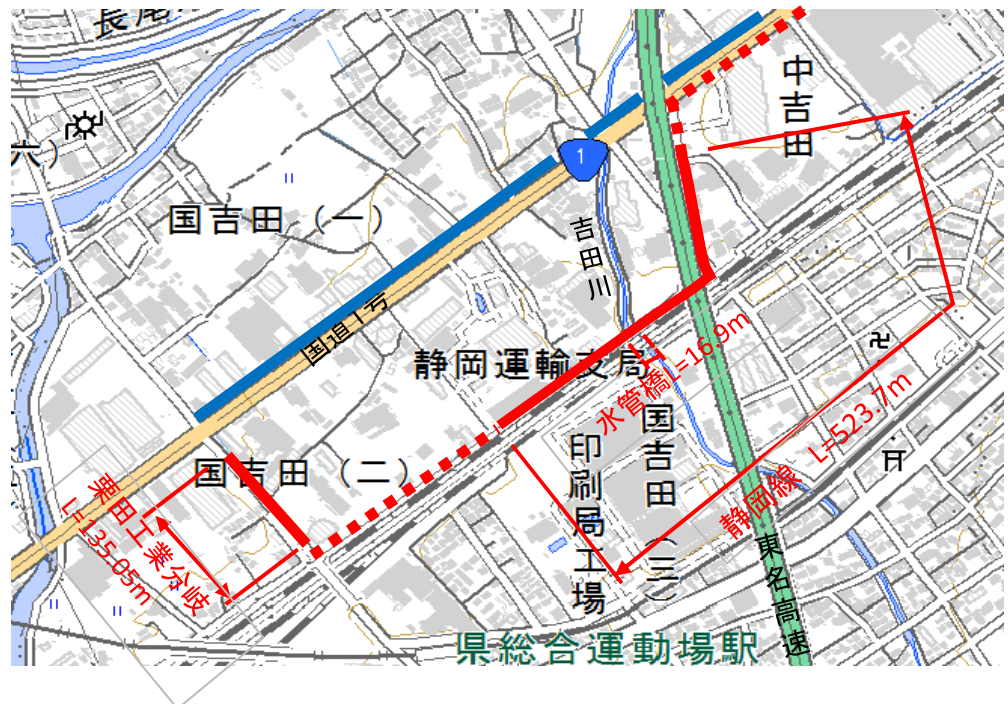 長尾
中吉田
六）
1
国吉田（一）
吉田川
国道1号
静岡運輸支局
水管橋L=16.9m
国吉田（二）
国吉田（三）
印刷局工場
静岡線 L=523.7m
栗田工業分岐
L=135.05m
東名高速
県総合運動場駅